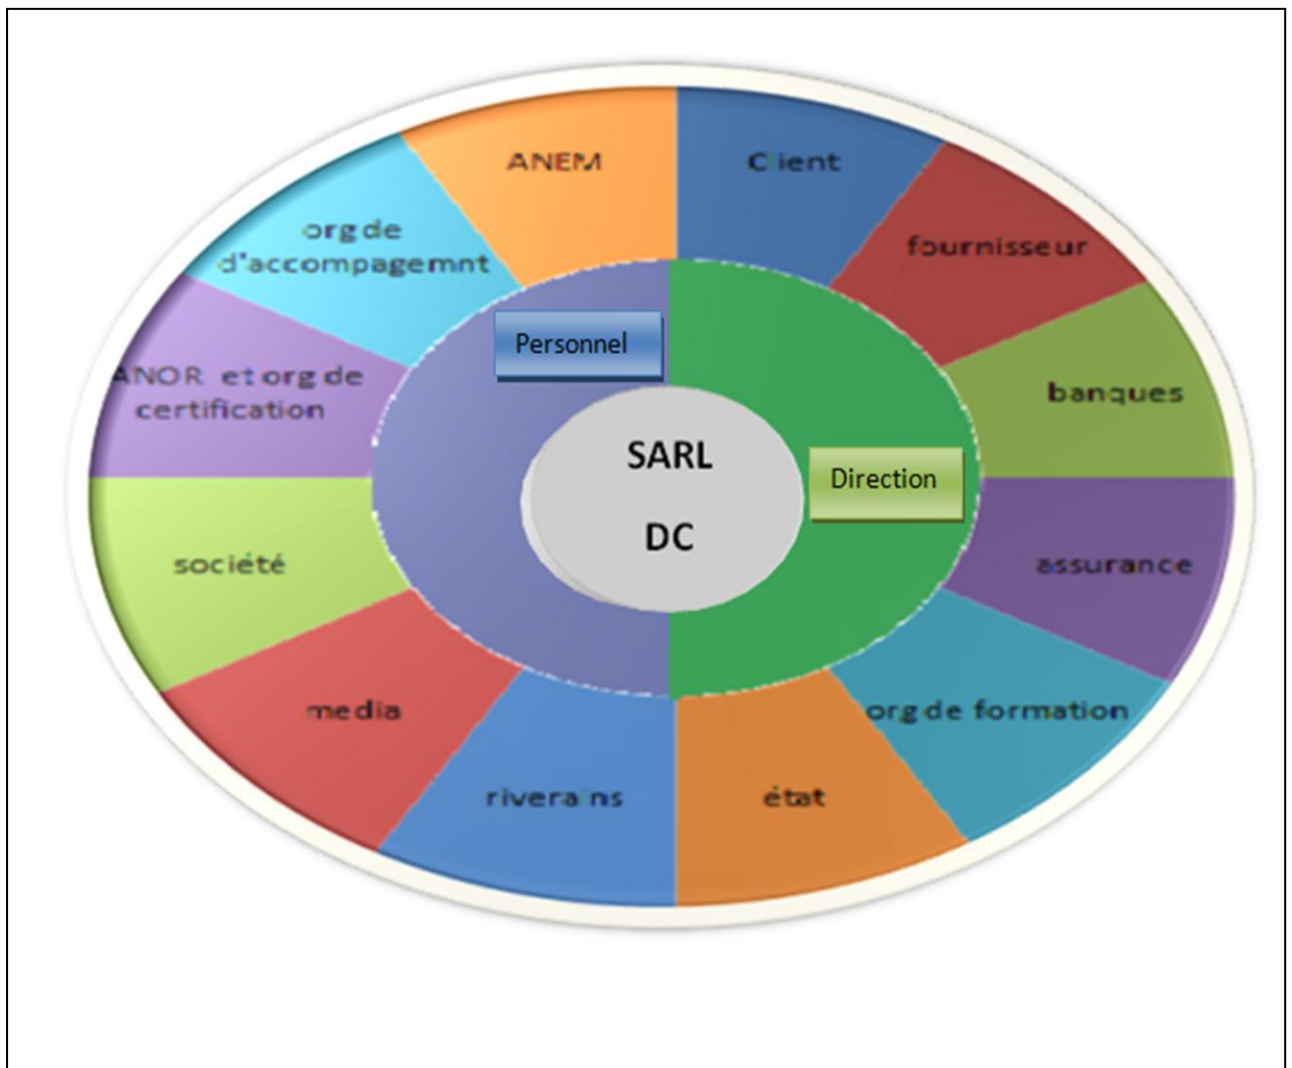 ANEM
Client
org de
d'accompagemnt
fournisseur
Personnel
ANOR et org de
certification
banques
SARL
DC
Direction
société
assurance
media
org de formation
riverains
état